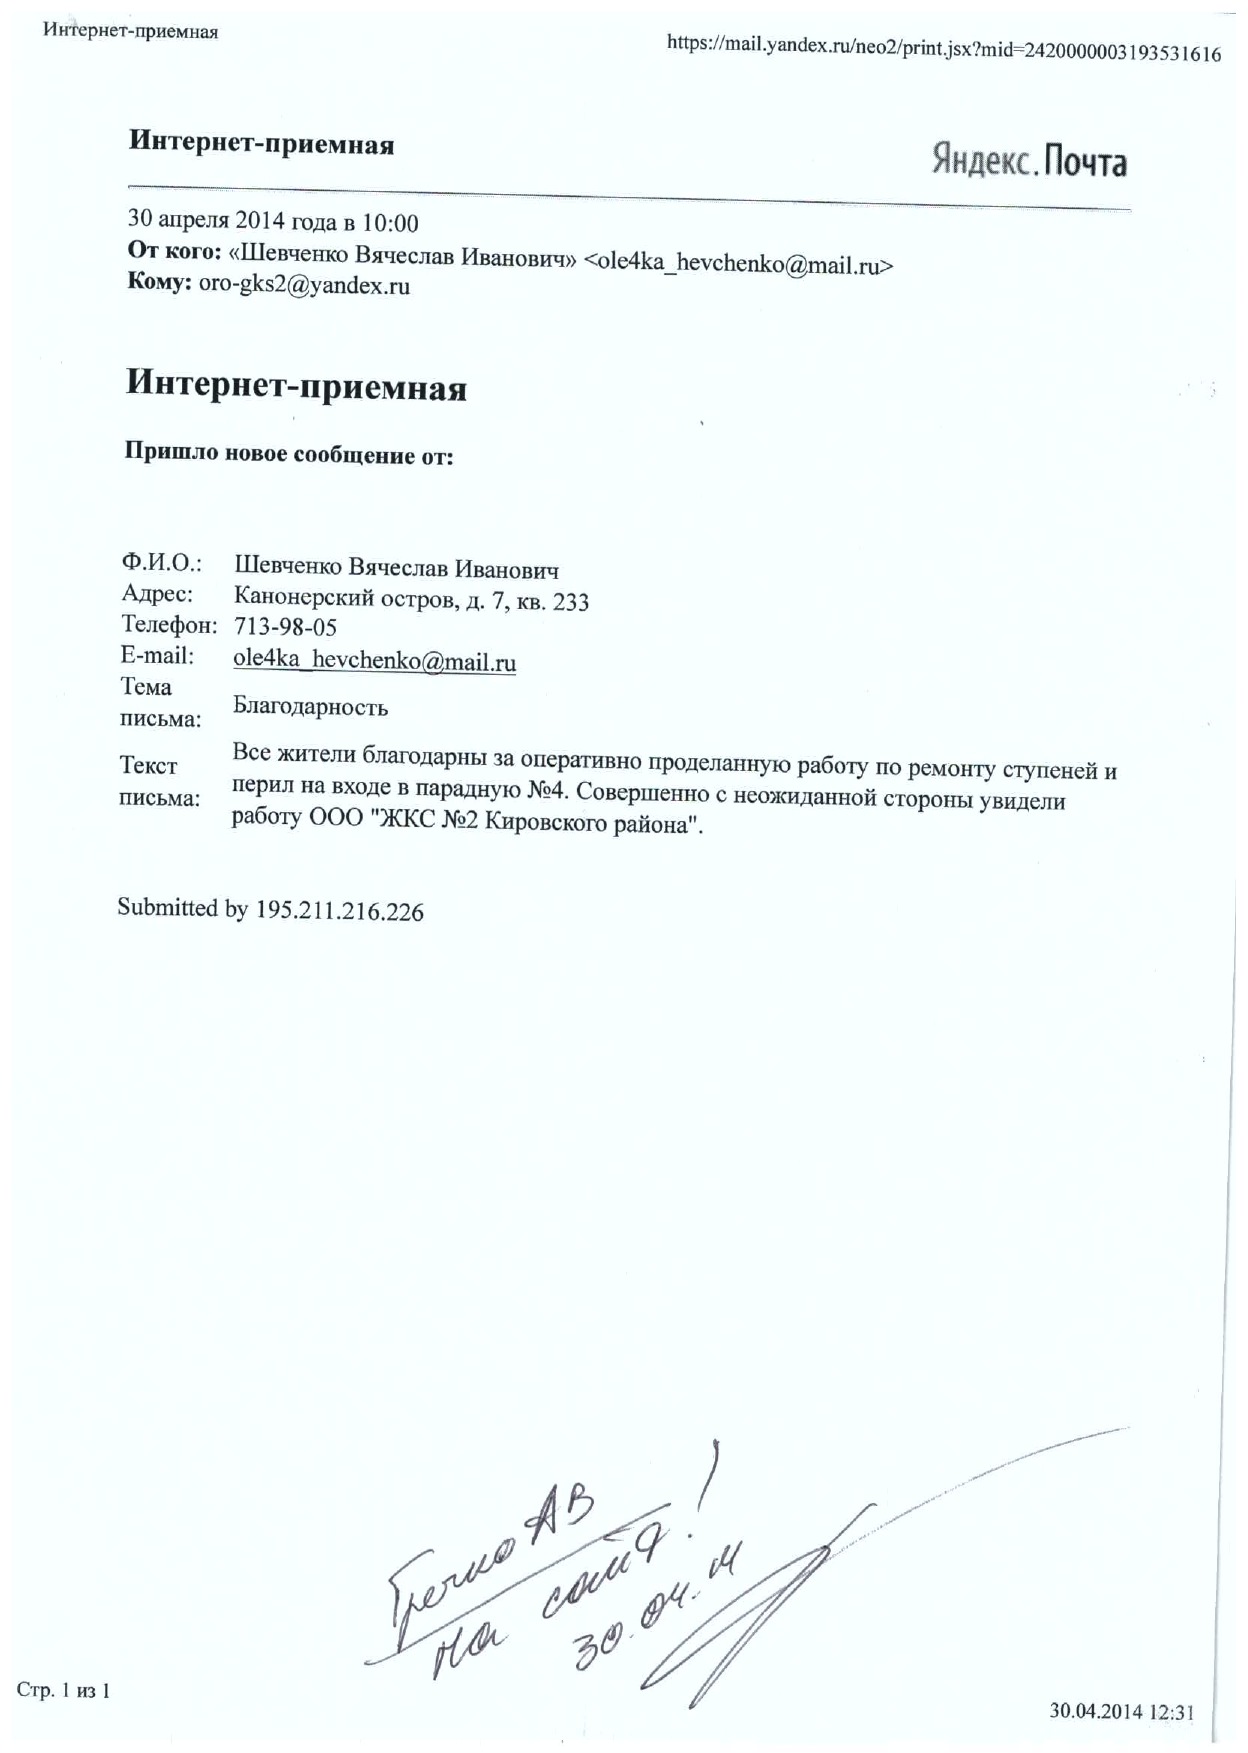 Интернет-приемная
https://mail.yandex.ru/neo2/print.jsx?mid=2420000003193531616
Интернет-приемная
Яндекс.Почта
30 апреля 2014 года в 10:00
От кого: «Шевченко Вячеслав Иванович» <ole4ka_hevchenko@mail.ru>
Кому: oro-gks2@yandex.ru
Интернет-приемная
Пришло новое сообщение от:
Ф.И.О.: Шевченко Вячеслав Иванович
Адрес: Канонерский остров, д. 7, кв. 233
Телефон: 713-98-05
E-mail: ole4ka_hevchenko@mail.ru
Тема письма: Благодарность
Текст письма: Все жители благодарны за оперативно проделанную работу по ремонту ступеней и
перил на входе в парадную №4. Совершенно с неожиданной стороны увидели
работу ООО "ЖКС №2 Кировского района".
Submitted by 195.211.216.226
АВ
на сайт!
30.04.14
Стр. 1 из 1
30.04.2014 12:31